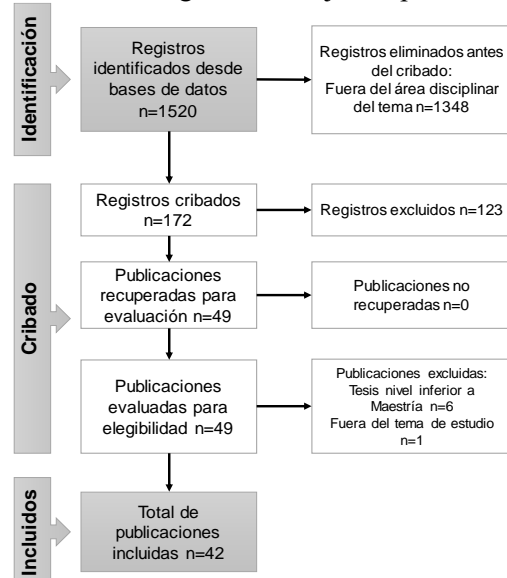 Identificación
Registros
identificados desde
bases de datos
n=1520
Registros eliminados antes
del cribado:
Fuera del área disciplinar
del tema n=1348
Cribado
Registros cribados
n=172
Registros excluidos n=123
Publicaciones
recuperadas para
evaluación n=49
Publicaciones no
recuperadas n=0
Publicaciones
evaluadas para
elegibilidad n=49
Publicaciones excluidas:
Tesis nivel inferior a
Maestría n=6
Fuera del tema de estudio
n=1
Incluidos
Total de
publicaciones
incluidas n=42